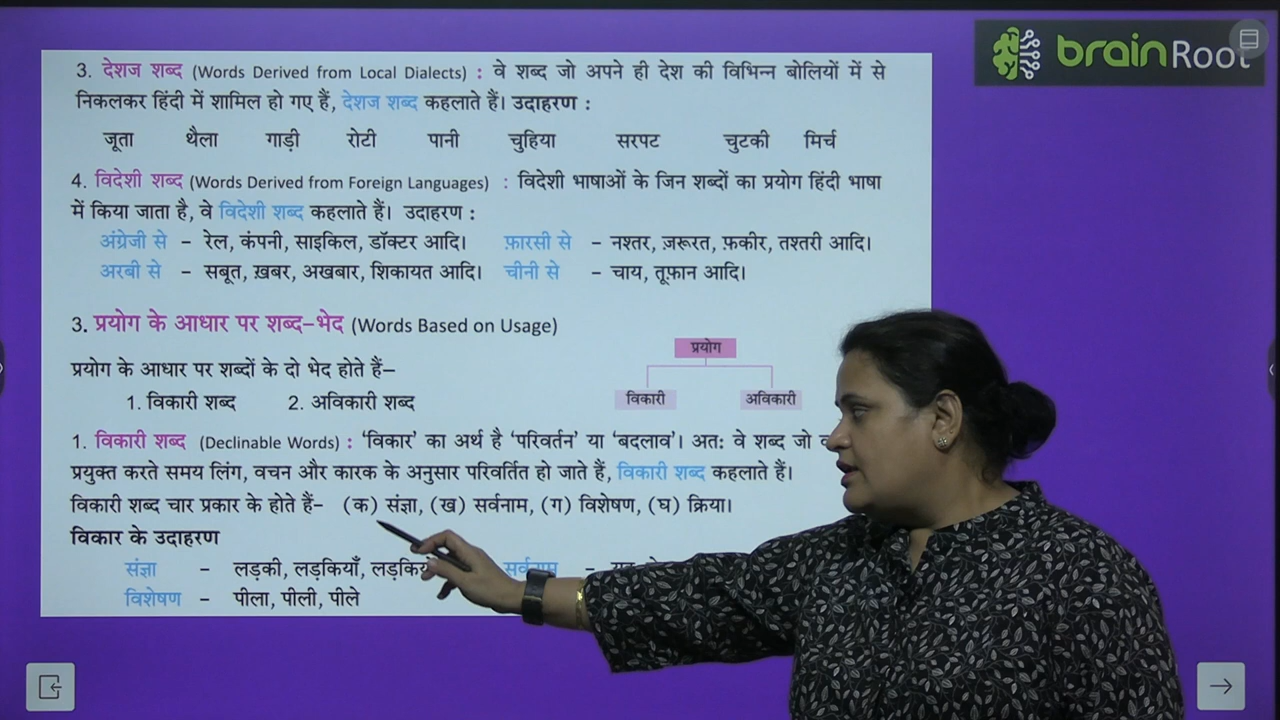 brainRoot
3. देशज शब्द (Words Derived from Local Dialects) : वे शब्द जो अपने ही देश की विभिन्न बोलियों में से
निकलकर हिंदी में शामिल हो गए हैं, देशज शब्द कहलाते हैं। उदाहरण :
जूता थैला गाड़ी रोटी पानी चुहिया सरपट चुटकी मिर्च
4. विदेशी शब्द (Words Derived from Foreign Languages) : विदेशी भाषाओं के जिन शब्दों का प्रयोग हिंदी भाषा
में किया जाता है, वे विदेशी शब्द कहलाते हैं। उदाहरण :
अंग्रेजी से – रेल, कंपनी, साइकिल, डॉक्टर आदि। फ़ारसी से – नश्तर, ज़रूरत, फ़कीर, तश्तरी आदि।
अरबी से – सबूत, ख़बर, अखबार, शिकायत आदि। चीनी से – चाय, तूफ़ान आदि।
3. प्रयोग के आधार पर शब्द–भेद (Words Based on Usage)
प्रयोग के आधार पर शब्दों के दो भेद होते हैं–
1. विकारी शब्द 2. अविकारी शब्द
प्रयोग
विकारी अविकारी
1. विकारी शब्द (Declinable Words) : ‘विकार’ का अर्थ है ‘परिवर्तन’ या ‘बदलाव’। अत: वे शब्द जो
प्रयुक्त करते समय लिंग, वचन और कारक के अनुसार परिवर्तित हो जाते हैं, विकारी शब्द कहलाते हैं।
विकारी शब्द चार प्रकार के होते हैं– (क) संज्ञा, (ख) सर्वनाम, (ग) विशेषण, (घ) क्रिया।
विकार के उदाहरण
संज्ञा – लड़की, लड़कियाँ, सर्वनाम –
विशेषण – पीला, पीली, पीले